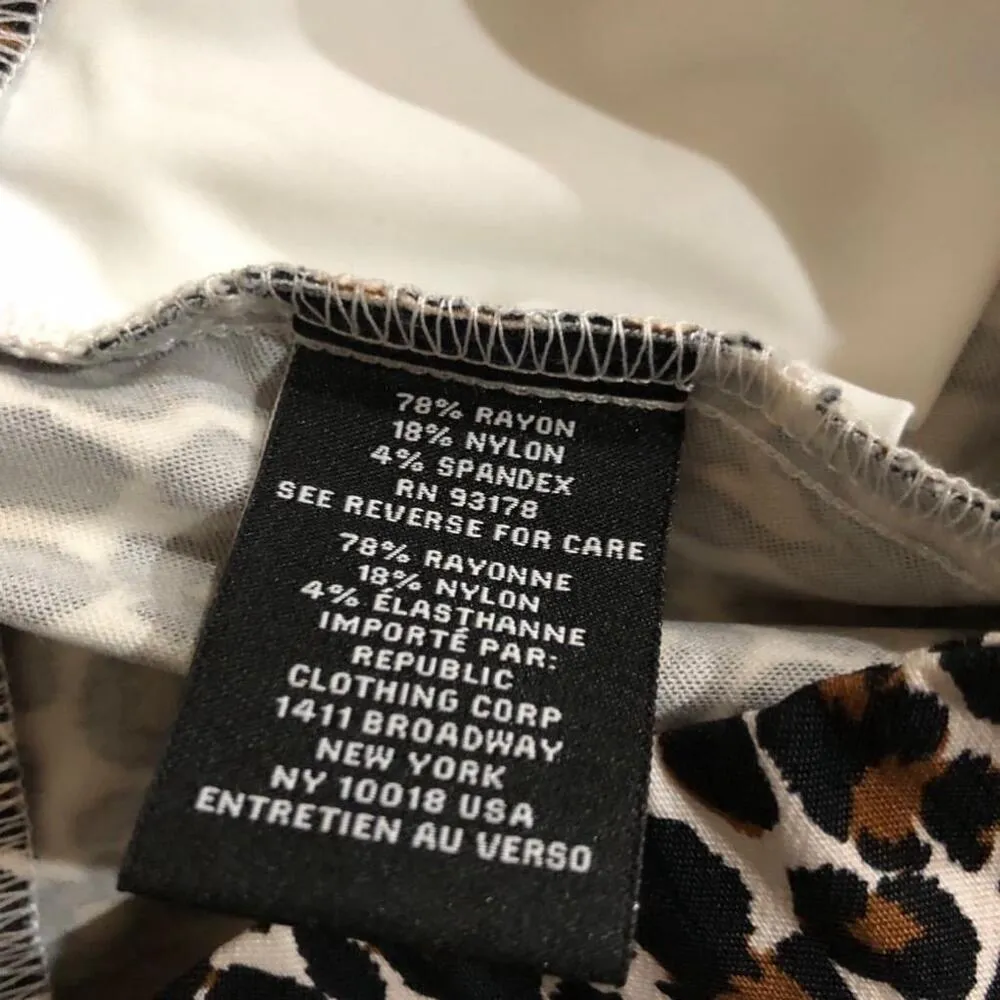 78% RAYON
18% NYLON
4% SPANDEX
RN 93178
SEE REVERSE FOR CARE
78% RAYONNE
18% NYLON
4% ÉLASTHANNE
IMPORTÉ PAR:
REPUBLIC
CLOTHING CORP
1411 BROADWAY
NEW YORK
NY 10018 USA
ENTRETIEN AU VERSO